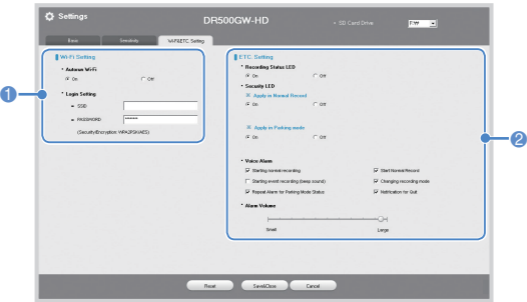 Settings
DR500GW-HD
SD Card Drive
F:\
Basic
Sensitivity
Wi-Fi&ETC. Setting
Wi-Fi Setting
Autorun Wi-Fi
On
Off
Login Setting
SSID
PASSWORD
*******
(Security/Encryption: WPA2PSK/AES)
1
ETC. Setting
Recording Status LED
On
Off
Security LED
Apply in Normal Record
On
Off
Apply in Parking mode
On
Off
Voice Alarm
Starting normal recording
Start Normal Record
Starting event recording (beep sound)
Changing recording mode
Repeat Alarm for Parking Mode Status
Notification for Quit
Alarm Volume
Small
Large
2
Reset
Save&Close
Cancel